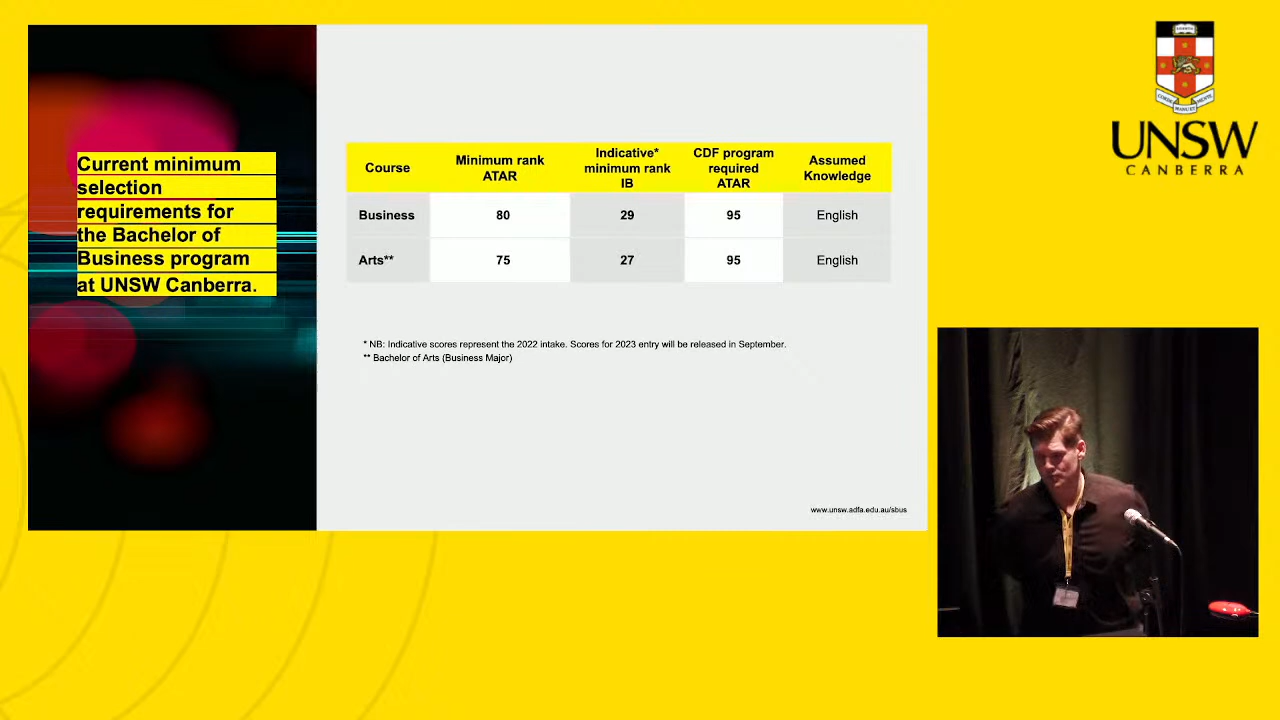 Current minimum
selection
requirements for
the Bachelor of
Business program
at UNSW Canberra.
Course
Minimum rank
ATAR
Indicative*
minimum rank
IB
CDF program
required
ATAR
Assumed
Knowledge
Business
80
29
95
English
Arts**
75
27
95
English
* NB: Indicative scores represent the 2022 intake. Scores for 2023 entry will be released in September.
** Bachelor of Arts (Business Major)
www.unsw.adfa.edu.au/sbus
UNSW
CANBERRA